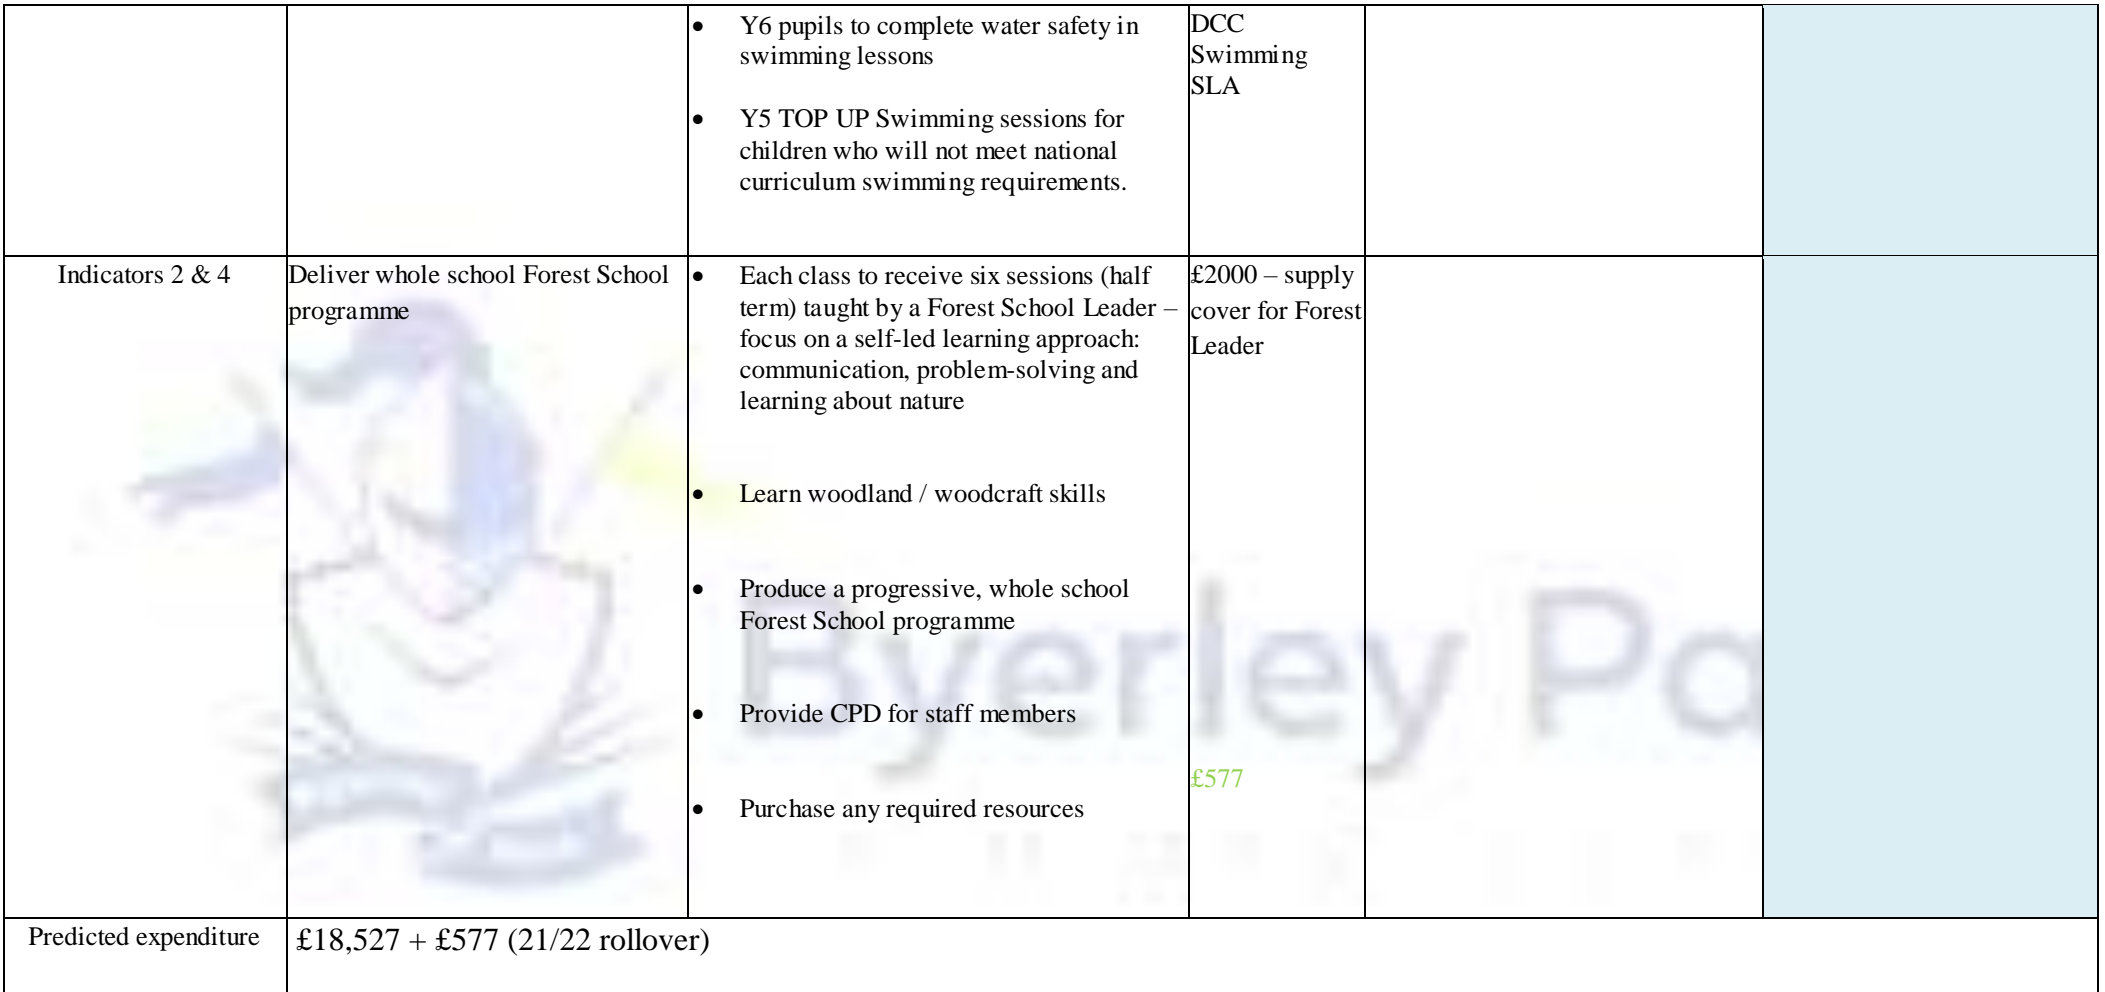 • Y6 pupils to complete water safety in
swimming lessons
• Y5 TOP UP Swimming sessions for
children who will not meet national
curriculum swimming requirements.
DCC
Swimming
SLA
Indicators 2 & 4
Deliver whole school Forest School
programme
• Each class to receive six sessions (half
term) taught by a Forest School Leader –
focus on a self-led learning approach:
communication, problem-solving and
learning about nature
• Learn woodland / woodcraft skills
• Produce a progressive, whole school
Forest School programme
• Provide CPD for staff members
• Purchase any required resources
£2000 – supply
cover for Forest
Leader
£577
Byerley Pa
Predicted expenditure
£18,527 + £577 (21/22 rollover)